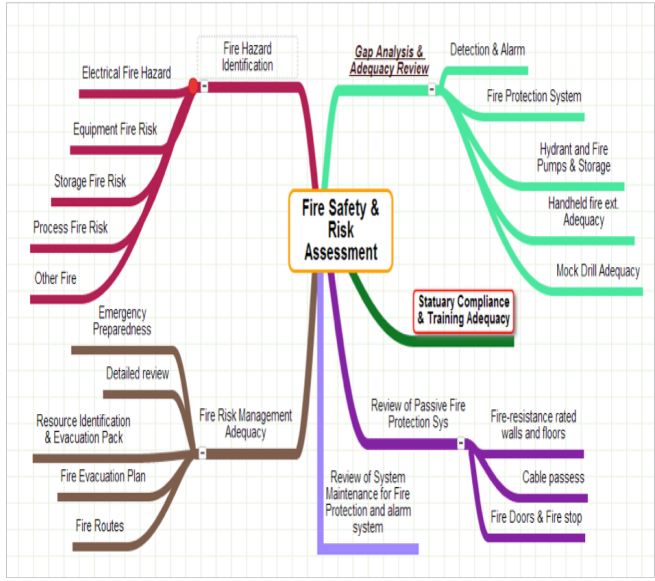 Fire Hazard
Identification
Electrical Fire Hazard
Equipment Fire Risk
Storage Fire Risk
Process Fire Risk
Other Fire
Gap Analysis &
Adequacy Review
Detection & Alarm
Fire Protection System
Hydrant and Fire
Pumps & Storage
Handheld fire ext.
Adequacy
Mock Drill Adequacy
Fire Safety &
Risk
Assessment
Statuary Compliance
& Training Adequacy
Emergency
Preparedness
Detailed review
Resource Identification
& Evacuation Pack
Fire Evacuation Plan
Fire Routes
Fire Risk Management
Adequacy
Review of Passive Fire
Protection Sys
Fire-resistance rated
walls and floors
Cable passess
Fire Doors & Fire stop
Review of System
Maintenance for Fire
Protection and alarm
system